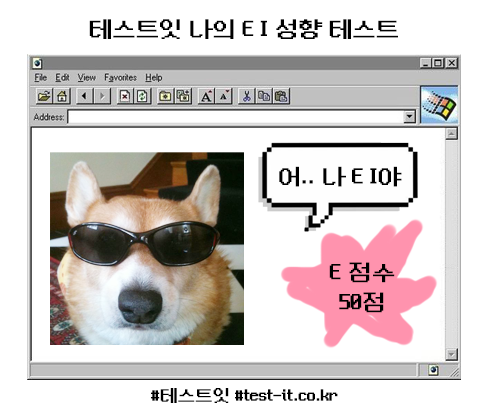 테스트잇 나의 E I 성향 테스트
File Edit View Favorites Help
Address:
어.. 나 E I야
E 점수
50점
#테스트잇 #test-it.co.kr